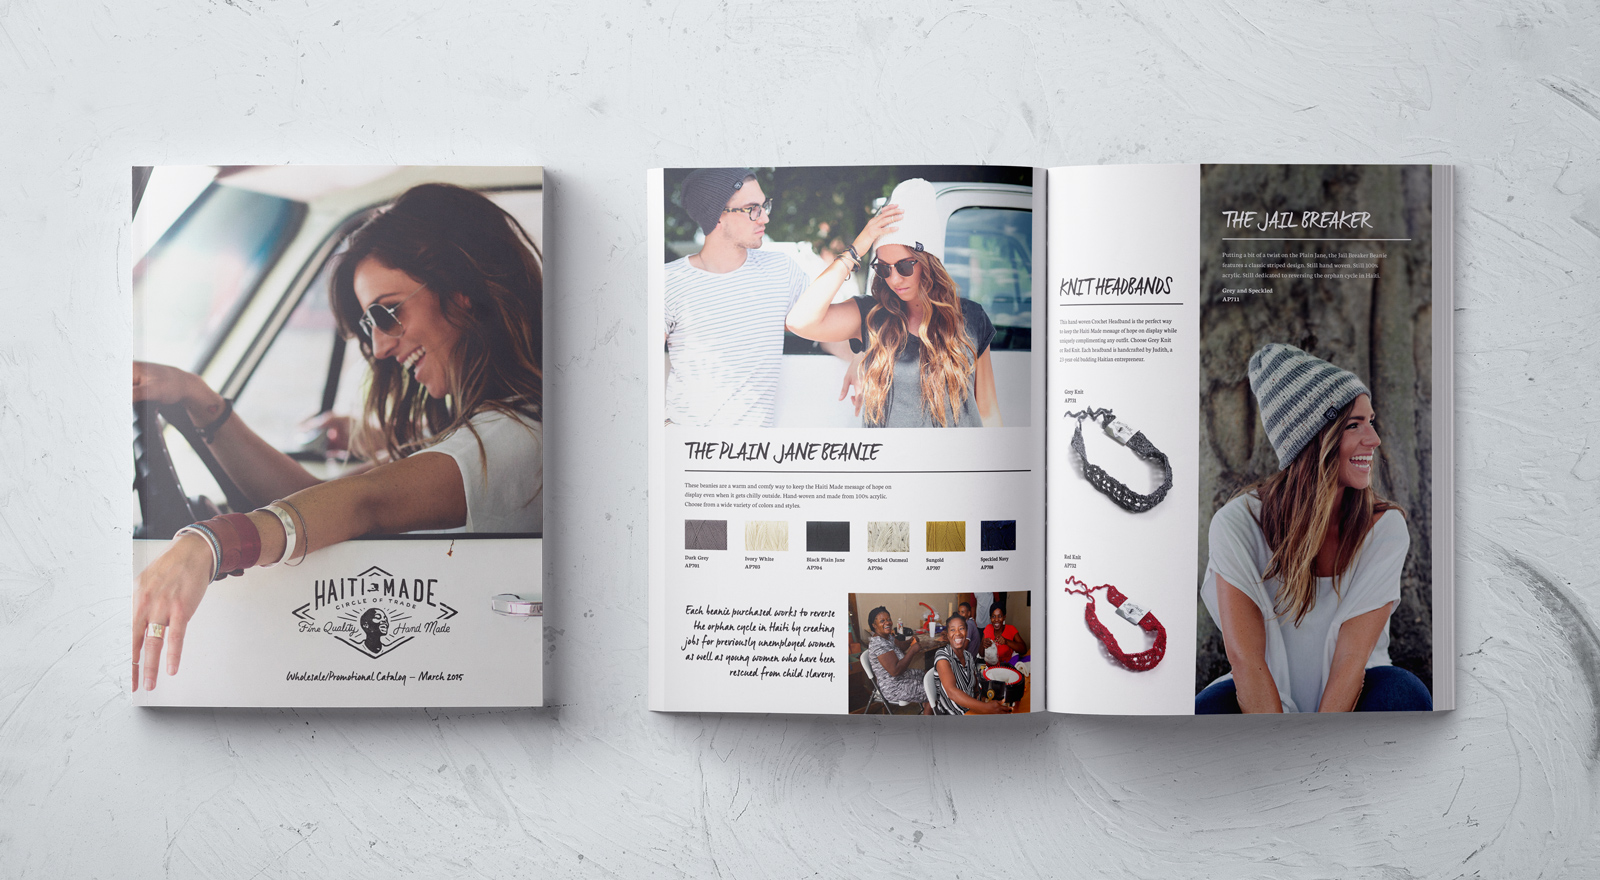 HAITI MADE
CIRCLE OF TRADE
Fine Quality Hand Made
Wholesale/Promotional Catalog – March 2015
THE PLAIN JANE BEANIE
These beanies are a warm and comfy way to keep the Haiti Made message of hope on
display even when it gets chilly outside. Hand-woven and made from 100% acrylic.
Choose from a wide variety of colors and styles.
Dark Grey
AP701
Ivory White
AP703
Black Plain Jane
AP704
Speckled Oatmeal
AP706
Sungold
AP707
Speckled Navy
AP708
Each beanie purchased works to reverse
the orphan cycle in Haiti by creating
jobs for previously unemployed women
as well as young women who have been
rescued from child slavery.
KNIT HEADBANDS
This hand woven Crochet Headband is the perfect way
to keep the Haiti Made message of hope on display while
uniquely complimenting any outfit. Choose Grey Knit
or Red Knit. Each headband is handcrafted by Judith, a
year old budding Haitian entrepreneur.
Grey Knit
Red Knit
THE JAIL BREAKER
Putting a bit of a twist on the Plain Jane, the Jail Breaker Beanie
features a classic striped design. Still hand woven. Still 100%
acrylic. Still dedicated to reversing the orphan cycle in Haiti.
Grey and Speckled
AP711